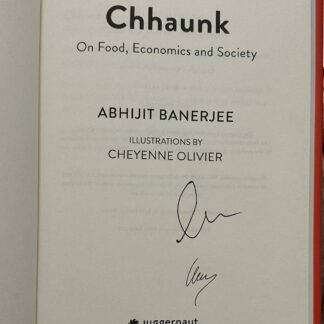 Chhaunk
On Food, Economics and Society
ABHIJIT BANERJEE
ILLUSTRATIONS BY
CHEYENNE OLIVIER
juggernaut